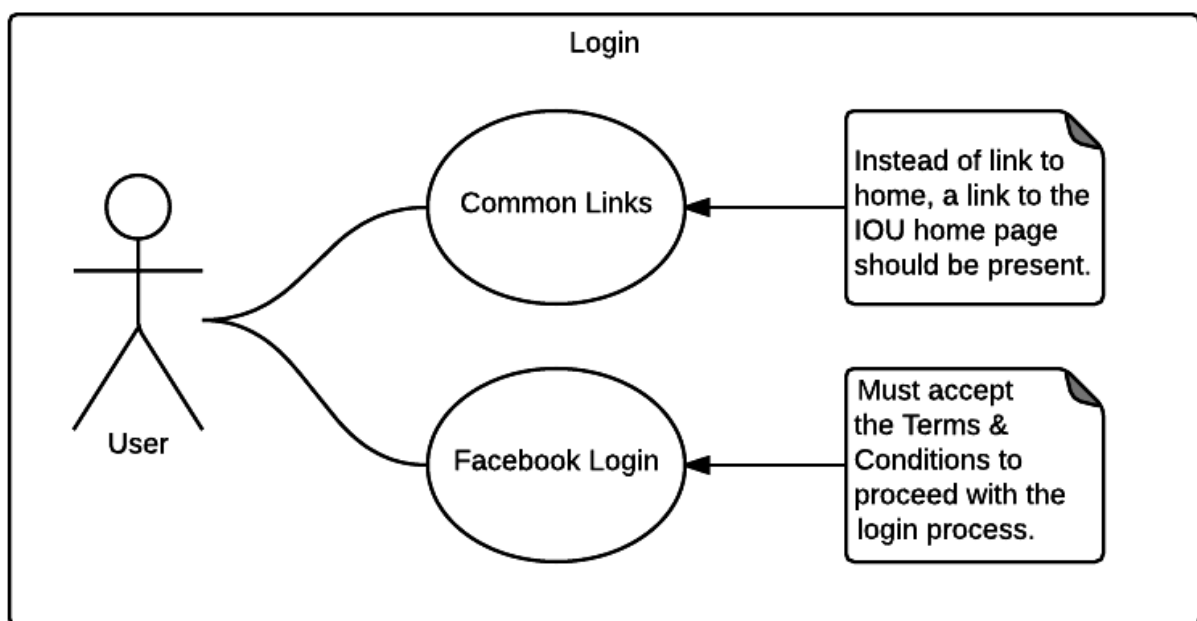 Login
Common Links
Instead of link to
home, a link to the
IOU home page
should be present.
User
Facebook Login
Must accept
the Terms &
Conditions to
proceed with the
login process.